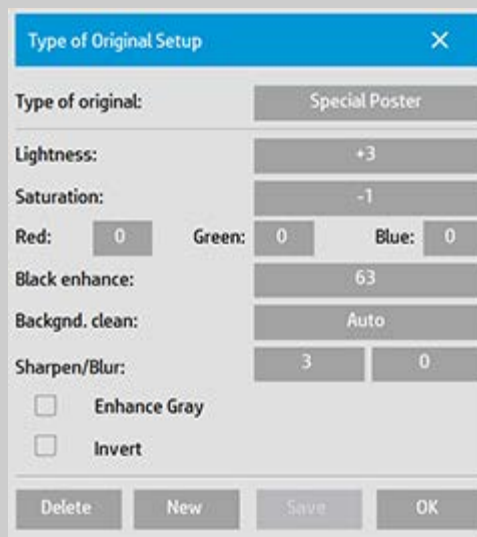 Type of Original Setup
Type of original: Special Poster
Lightness: +3
Saturation: -1
Red: 0 Green: 0 Blue: 0
Black enhance: 63
Backgnd. clean: Auto
Sharpen/Blur: 3 0
Enhance Gray
Invert
Delete New Save OK